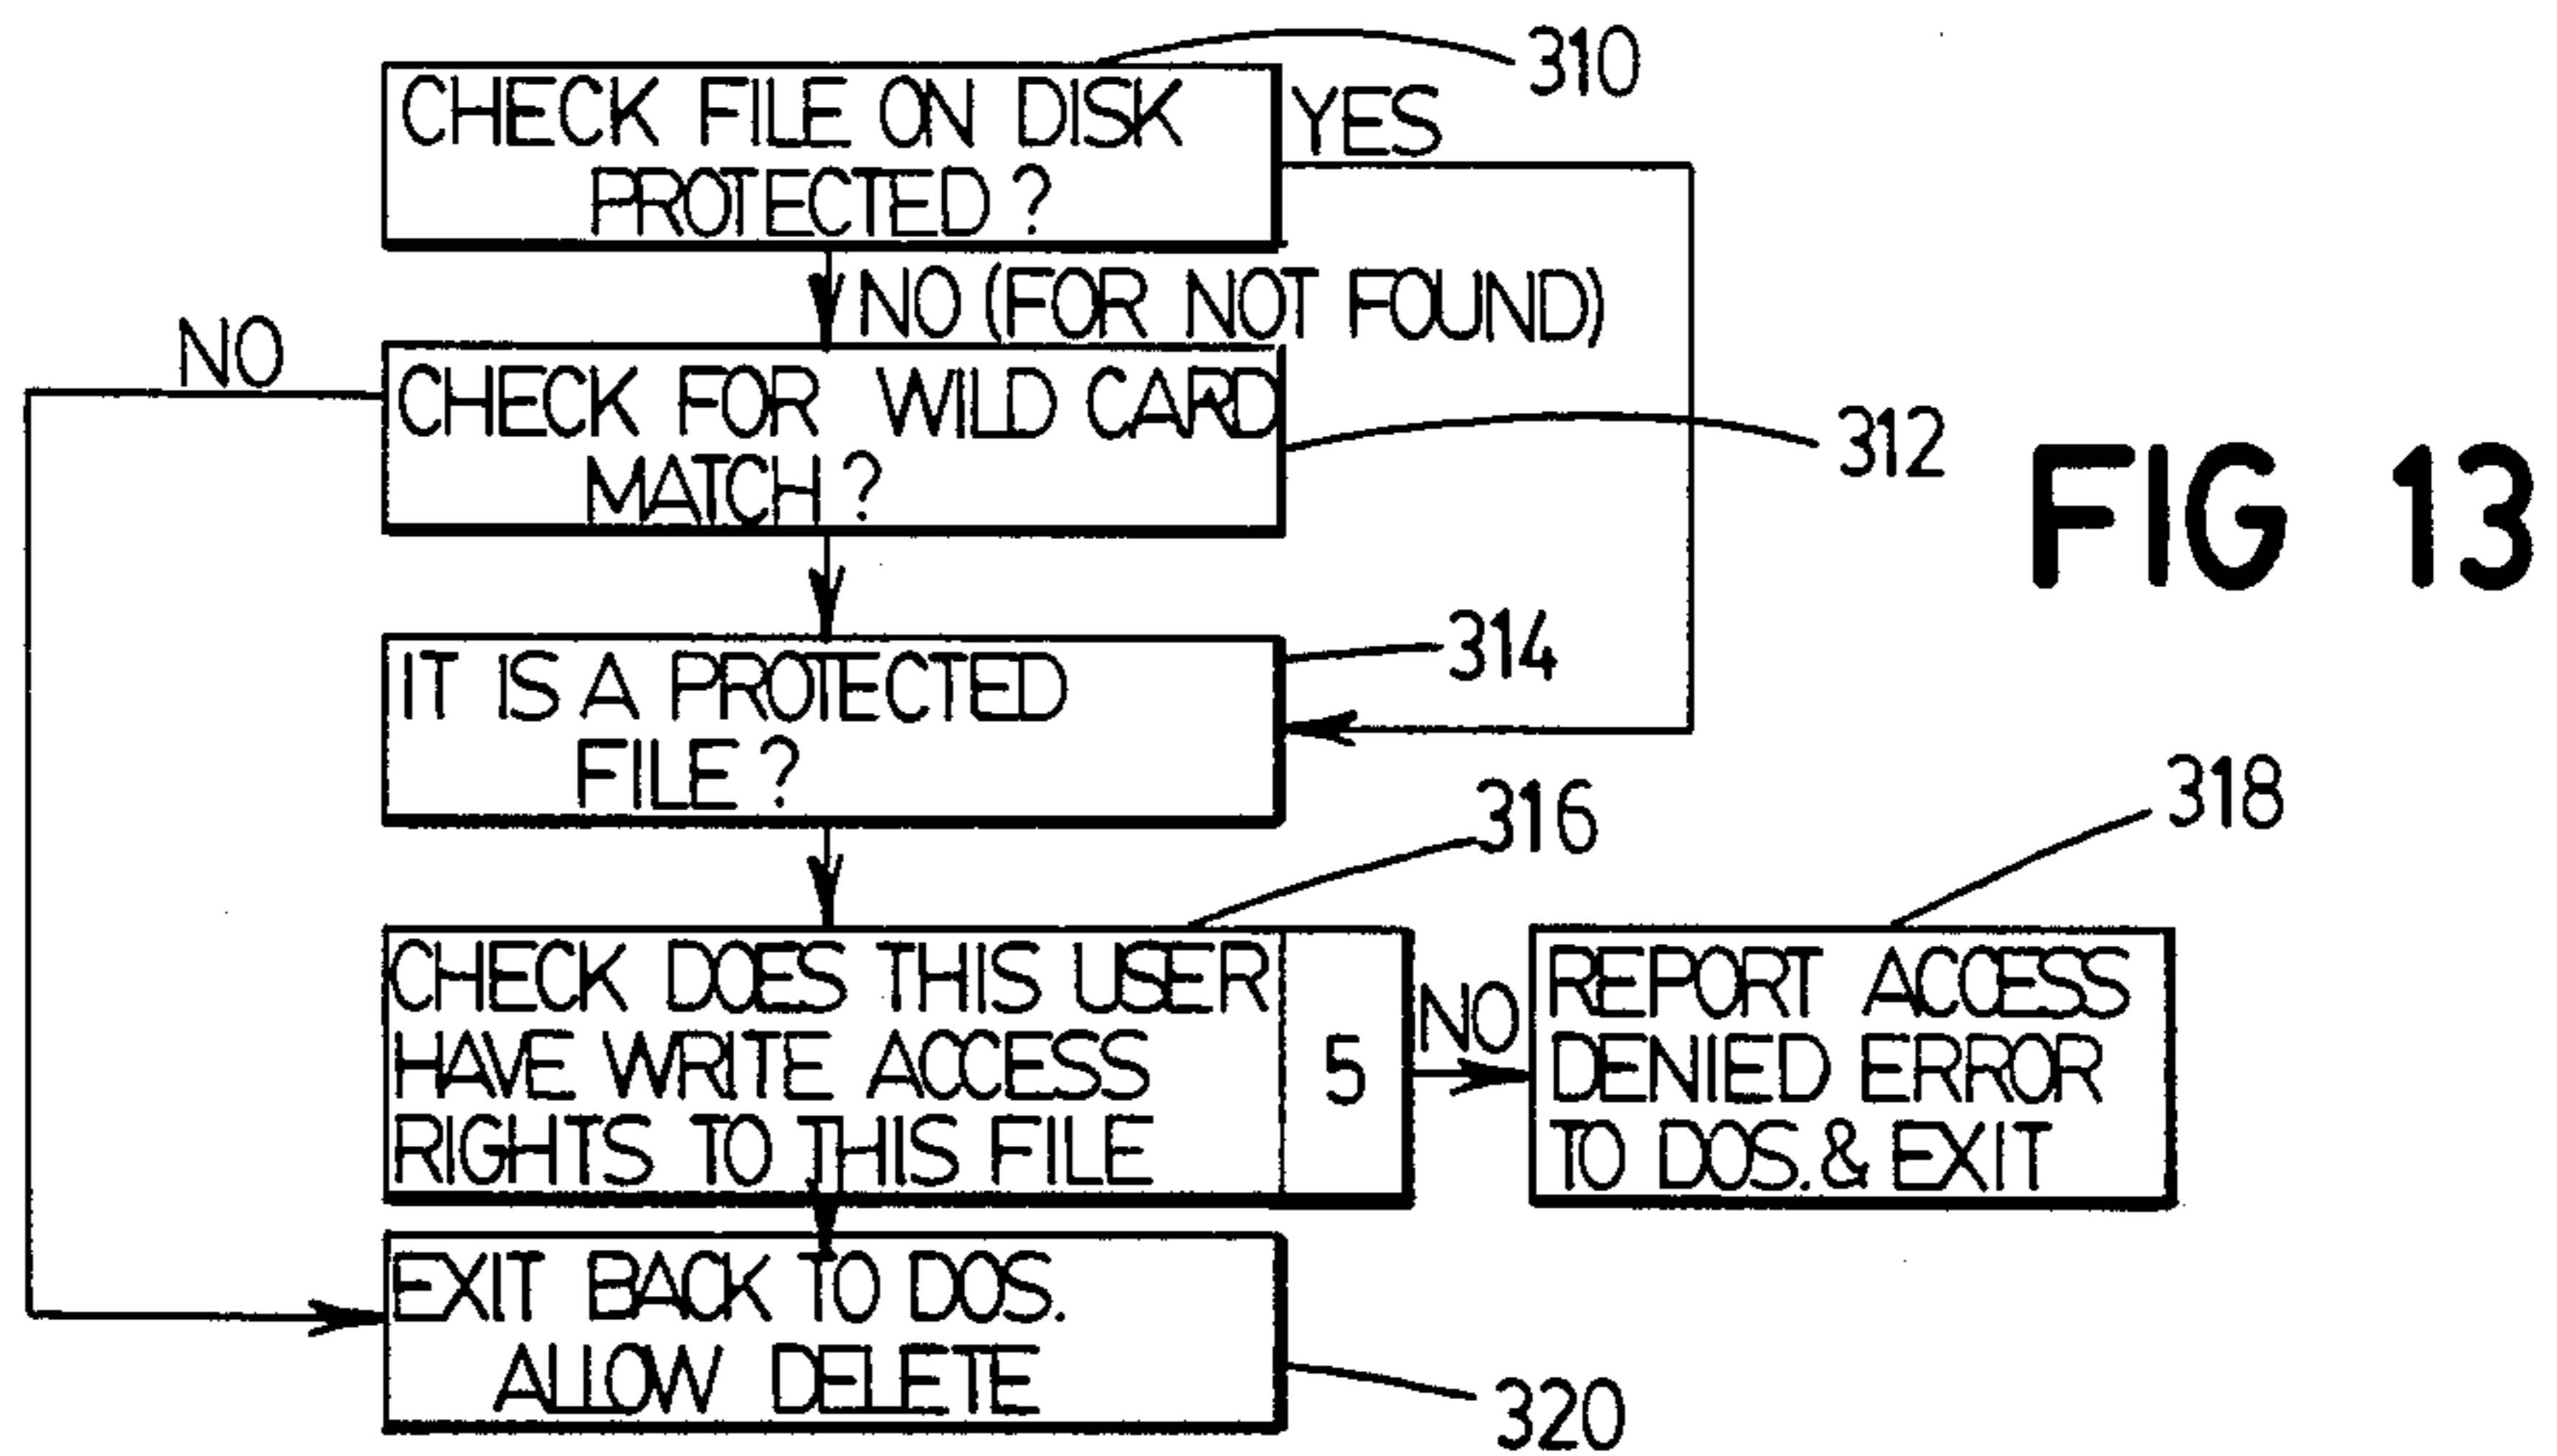 310
CHECK FILE ON DISK
PROTECTED?
YES
NO (FOR NOT FOUND)
NO
CHECK FOR WILD CARD
MATCH?
312
FIG 13
IT IS A PROTECTED
FILE?
314
316
318
CHECK DOES THIS USER
HAVE WRITE ACCESS
RIGHTS TO THIS FILE
5
NO
REPORT ACCESS
DENIED ERROR
TO DOS.& EXIT
EXIT BACK TO DOS.
ALLOW DELETE
320